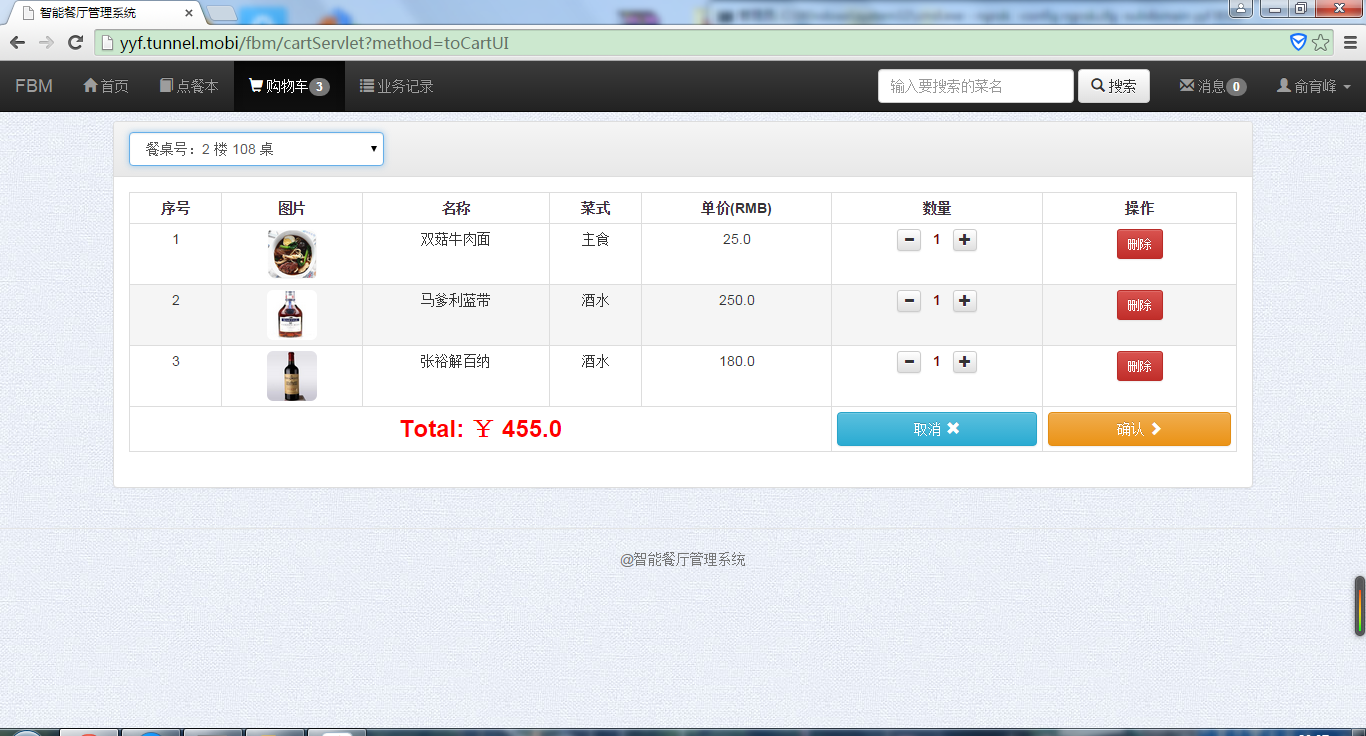 智能餐厅管理系统
yyf.tunnel.mobi/fbm/cartServlet?method=toCartUI
FBM 首页 点餐本 购物车 3 业务记录 输入要搜索的菜名 搜索 消息 0 俞育峰
餐桌号：2 楼 108 桌
序号 图片 名称 菜式 单价(RMB) 数量 操作
1 双菇牛肉面 主食 25.0 1 删除
2 马爹利蓝带 酒水 250.0 1 删除
3 张裕解百纳 酒水 180.0 1 删除
Total: ￥ 455.0 取消 确认
@智能餐厅管理系统